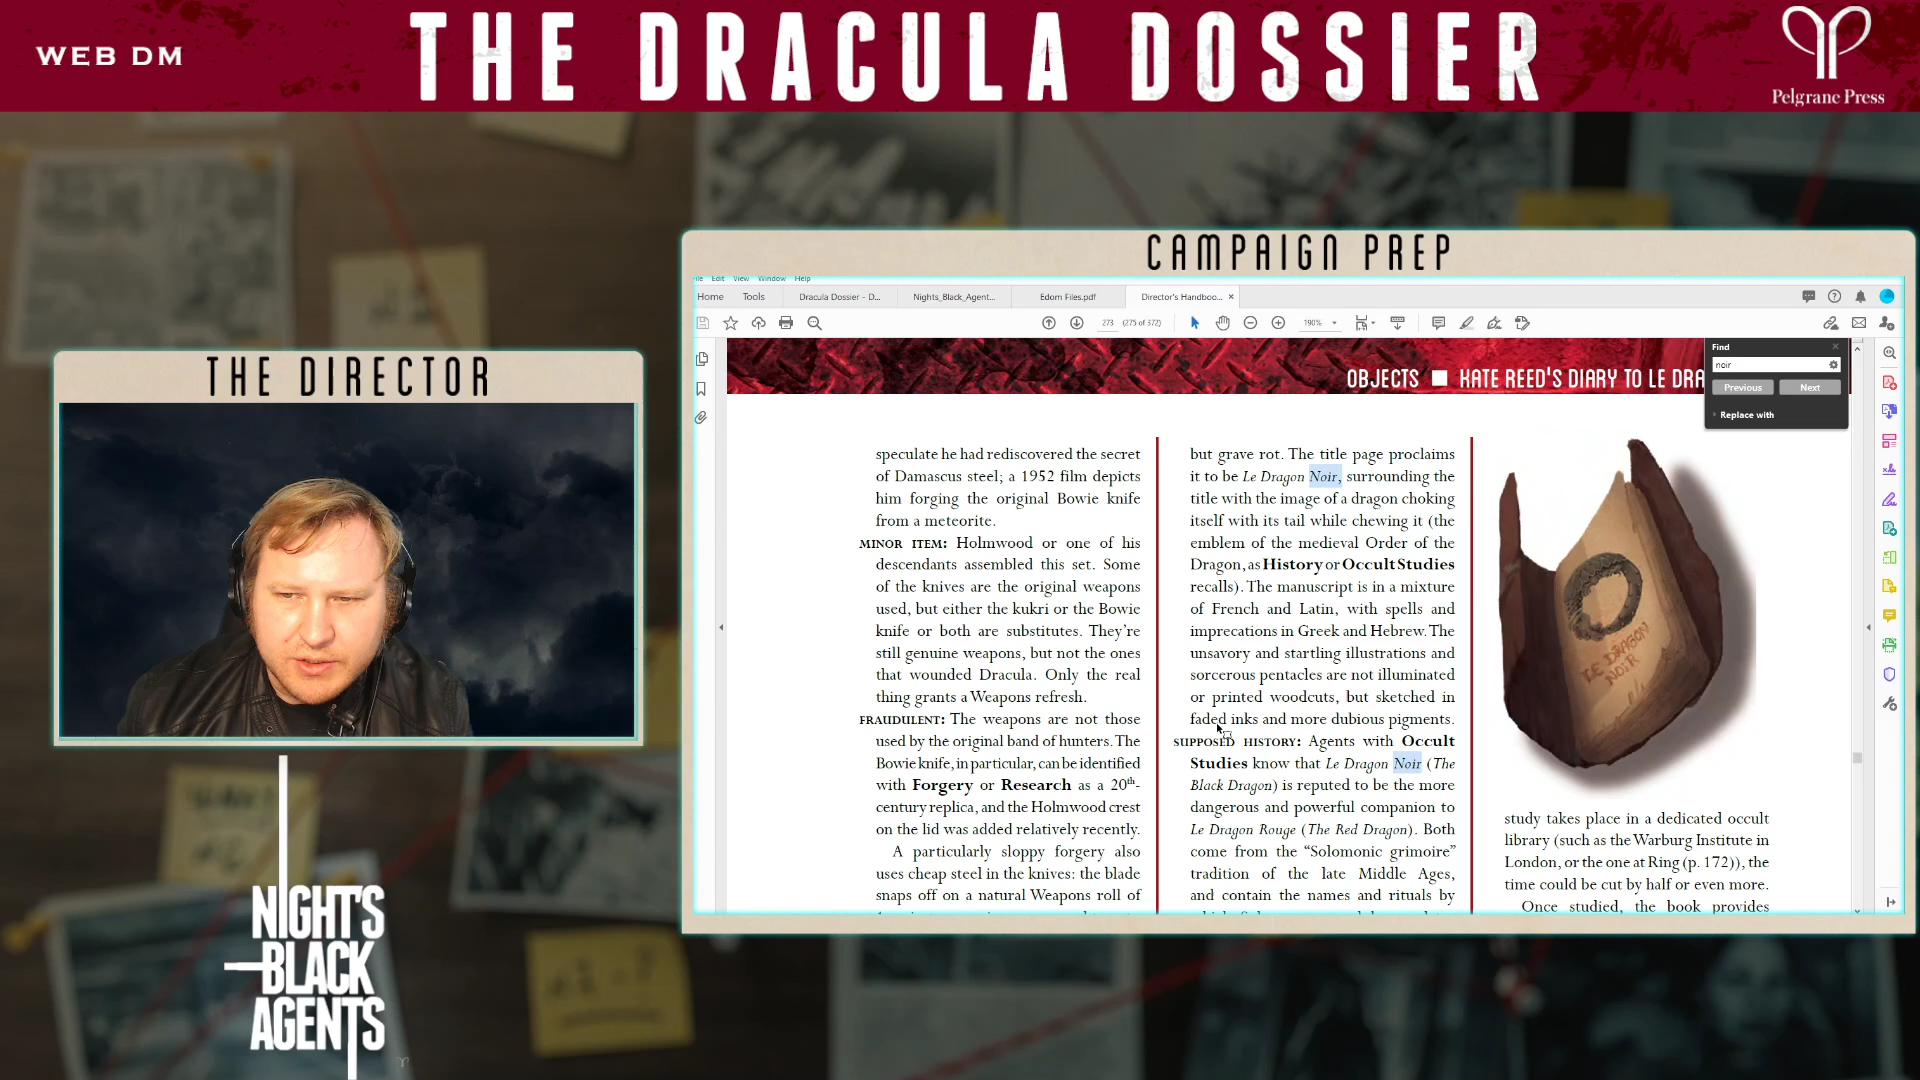 WEB DM
THE DRACULA DOSSIER
Pelgrane Press
CAMPAIGN PREP
Edit View Window Help
Home Tools Dracula Dossier - D... Nights_Black_Agent... Edom Files.pdf Director's Handboo... ×
273 (275 of 372) 190%
Find
noir
Previous Next
Replace with
OBJECTS ■ KATE REED'S DIARY TO LE DRA
speculate he had rediscovered the secret
of Damascus steel; a 1952 film depicts
him forging the original Bowie knife
from a meteorite.
MINOR ITEM: Holmwood or one of his
descendants assembled this set. Some
of the knives are the original weapons
used, but either the kukri or the Bowie
knife or both are substitutes. They're
still genuine weapons, but not the ones
that wounded Dracula. Only the real
thing grants a Weapons refresh.
FRAUDULENT: The weapons are not those
used by the original band of hunters. The
Bowie knife, in particular, can be identified
with Forgery or Research as a 20th-
century replica, and the Holmwood crest
on the lid was added relatively recently.
A particularly sloppy forgery also
uses cheap steel in the knives: the blade
snaps off on a natural Weapons roll of
but grave rot. The title page proclaims
it to be Le Dragon Noir, surrounding the
title with the image of a dragon choking
itself with its tail while chewing it (the
emblem of the medieval Order of the
Dragon, as History or Occult Studies
recalls). The manuscript is in a mixture
of French and Latin, with spells and
imprecations in Greek and Hebrew. The
unsavory and startling illustrations and
sorcerous pentacles are not illuminated
or printed woodcuts, but sketched in
faded inks and more dubious pigments.
SUPPOSED HISTORY: Agents with Occult
Studies know that Le Dragon Noir (The
Black Dragon) is reputed to be the more
dangerous and powerful companion to
Le Dragon Rouge (The Red Dragon). Both
come from the “Solomonic grimoire”
tradition of the late Middle Ages,
and contain the names and rituals by
LE DRAGON
NOIR
study takes place in a dedicated occult
library (such as the Warburg Institute in
London, or the one at Ring (p. 172)), the
time could be cut by half or even more.
Once studied, the book provides
THE DIRECTOR
NIGHT'S
BLACK
AGENTS